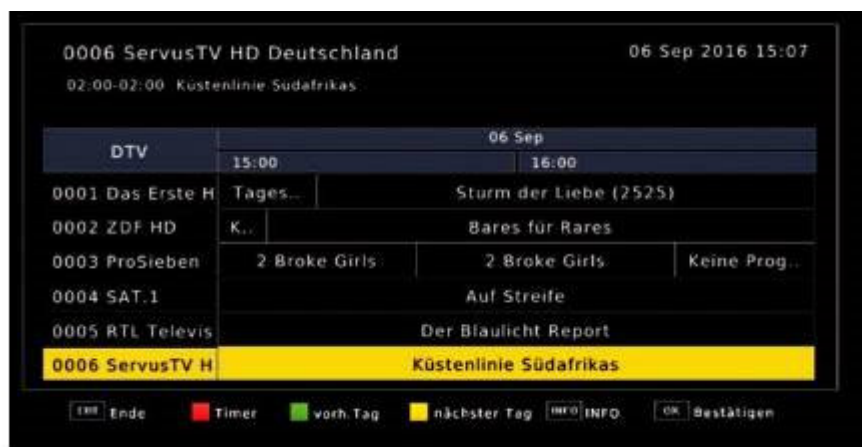 0006 ServusTV HD Deutschland 06 Sep 2016 15:07
02:00-02:00 Küstenlinie Südafrikas
DTV 06 Sep
15:00 16:00
0001 Das Erste H Tages... Sturm der Liebe (2525)
0002 ZDF HD K.. Bares für Rares
0003 ProSieben 2 Broke Girls 2 Broke Girls Keine Prog..
0004 SAT.1 Auf Streife
0005 RTL Televis Der Blaulicht Report
0006 ServusTV H Küstenlinie Südafrikas
EXIT Ende Timer vorh.Tag nächster Tag INFO INFO OK Bestätigen